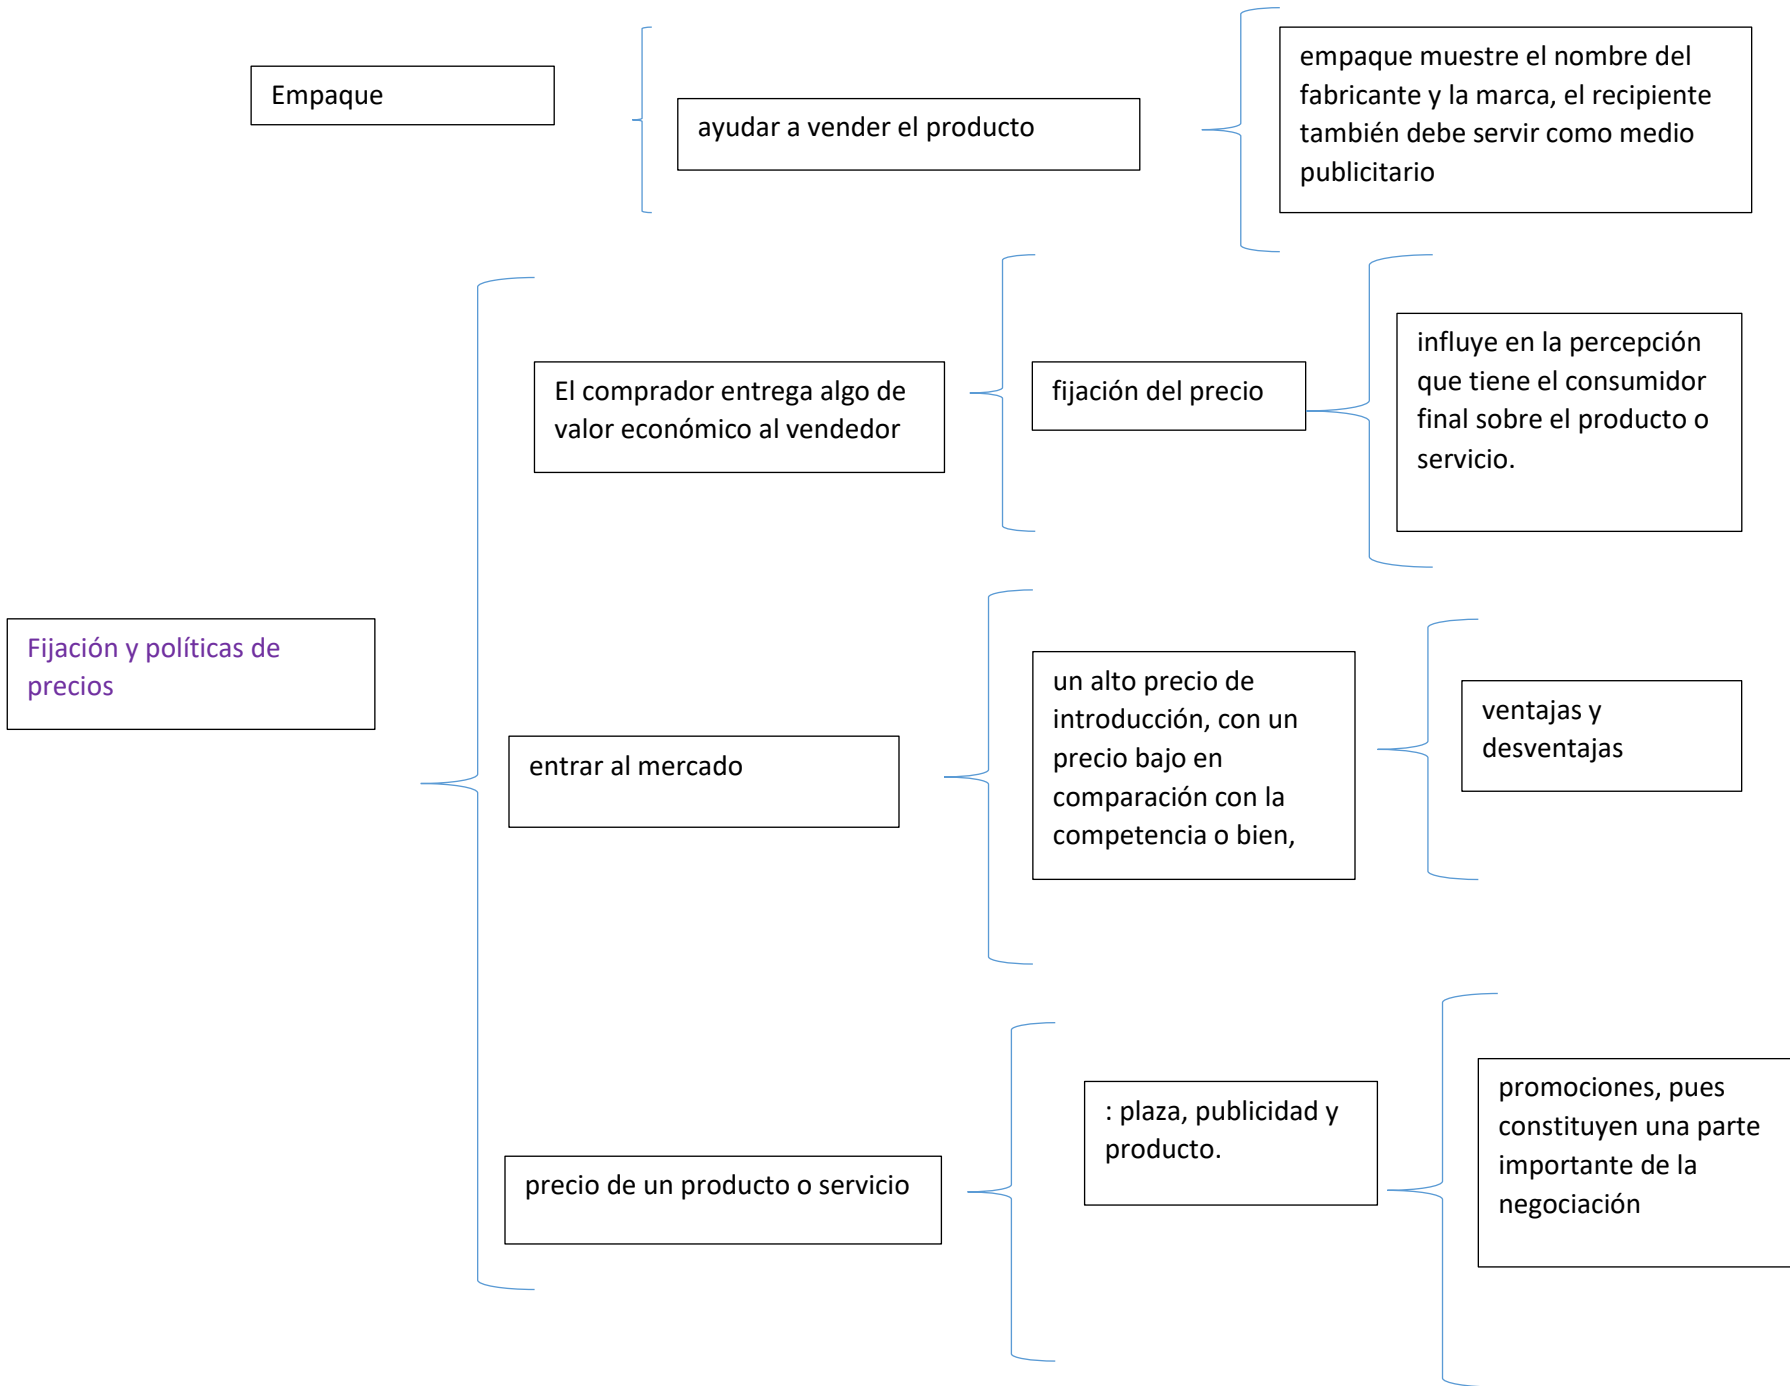 Empaque
ayudar a vender el producto
empaque muestre el nombre del
fabricante y la marca, el recipiente
también debe servir como medio
publicitario
Fijación y políticas de
precios
El comprador entrega algo de
valor económico al vendedor
fijación del precio
influye en la percepción
que tiene el consumidor
final sobre el producto o
servicio.
entrar al mercado
un alto precio de
introducción, con un
precio bajo en
comparación con la
competencia o bien,
ventajas y
desventajas
precio de un producto o servicio
: plaza, publicidad y
producto.
promociones, pues
constituyen una parte
importante de la
negociación